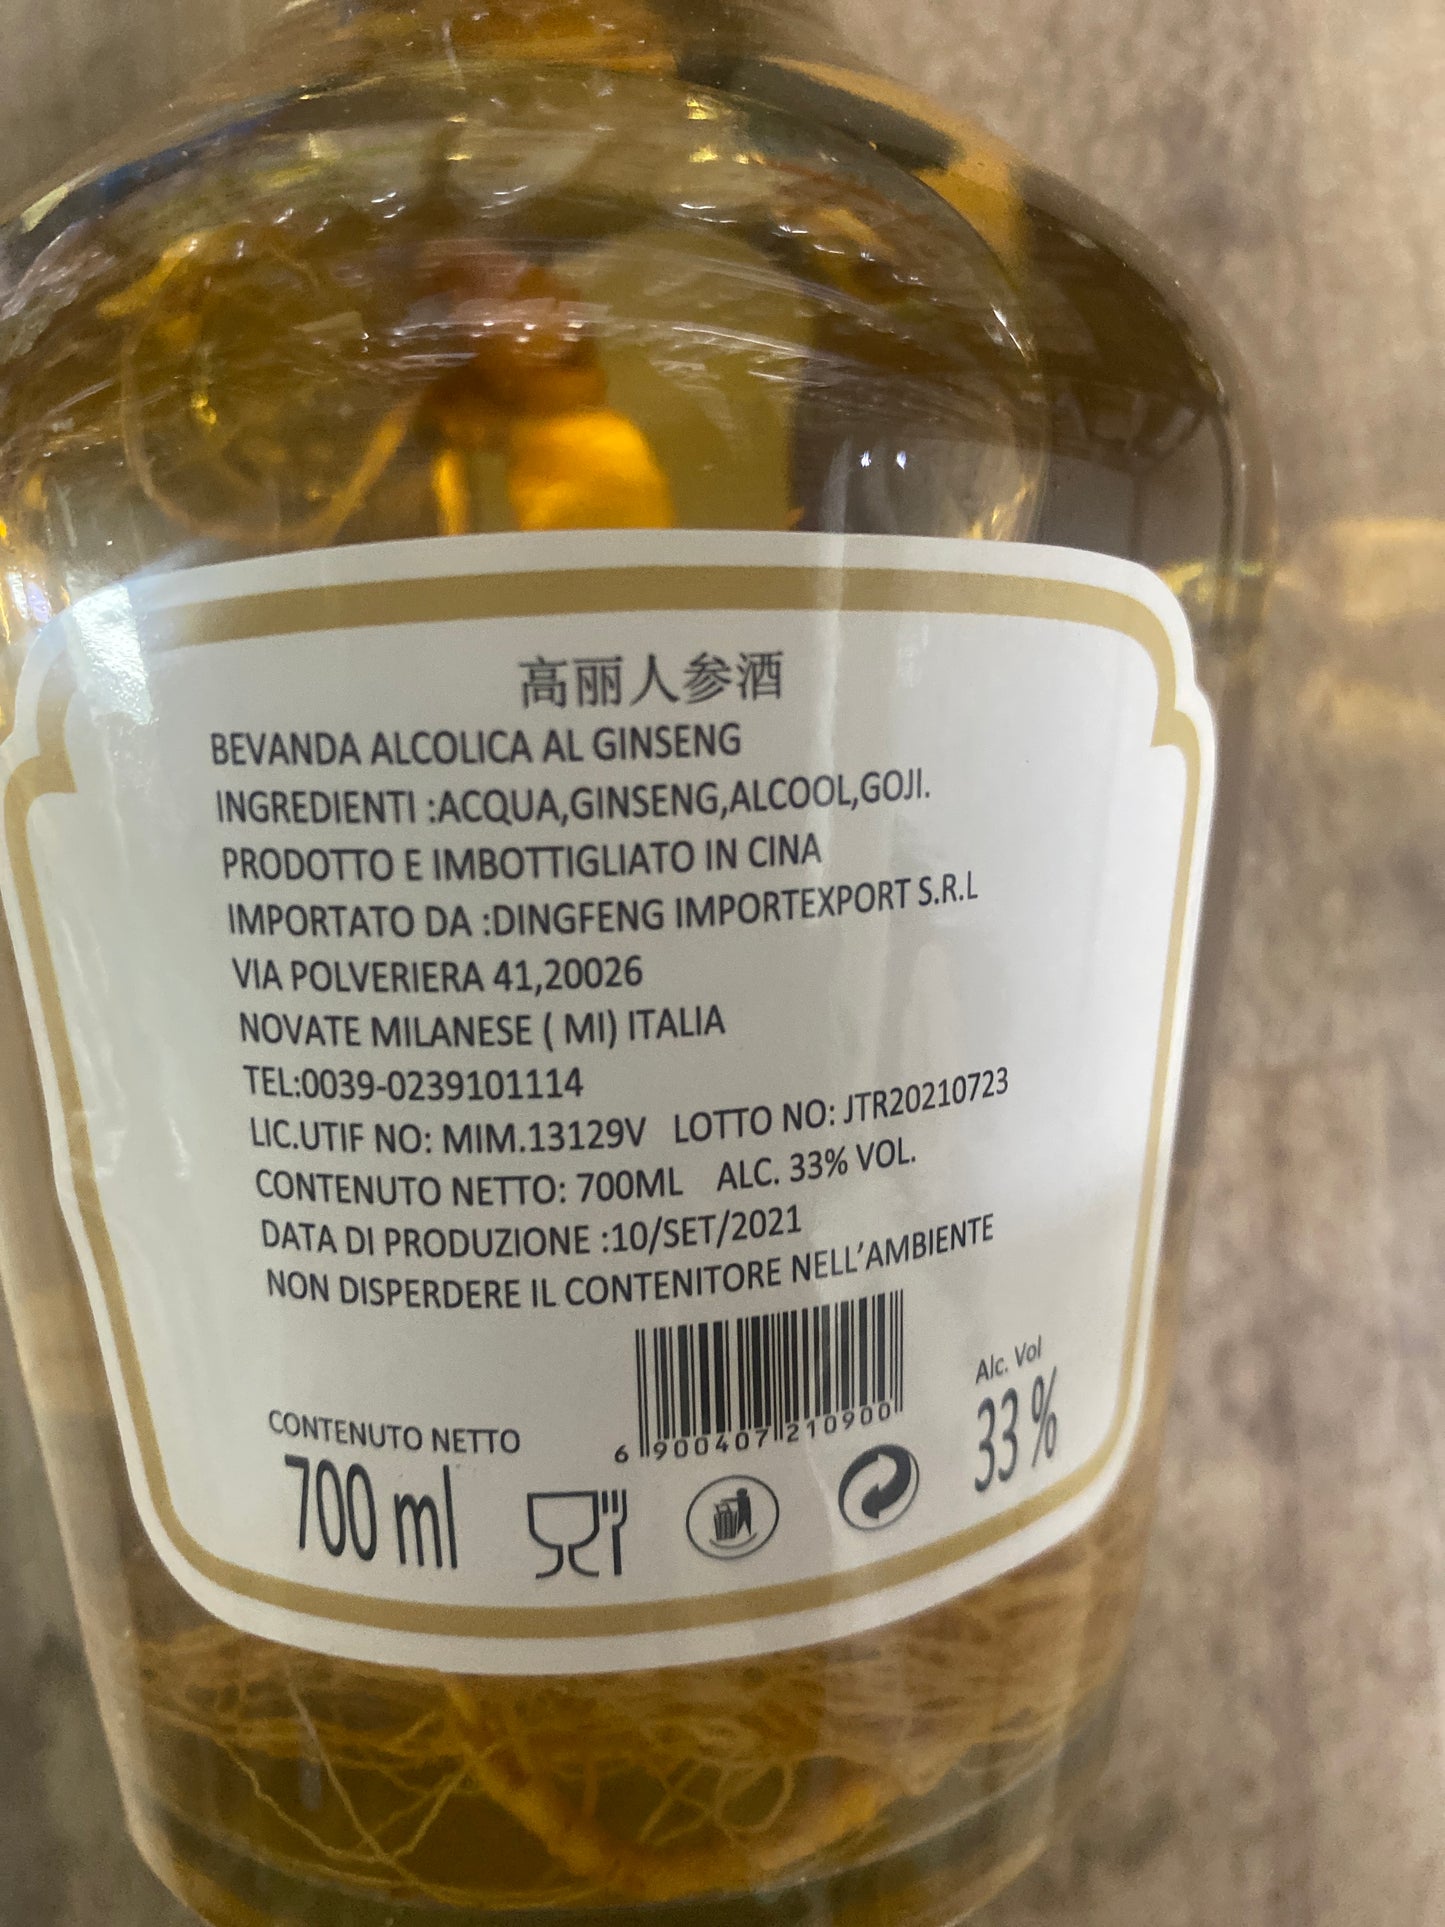 高丽人参酒
BEVANDA ALCOLICA AL GINSENG
INGREDIENTI :ACQUA,GINSENG,ALCOOL,GOJI.
PRODOTTO E IMBOTTIGLIATO IN CINA
IMPORTATO DA :DINGFENG IMPORTEXPORT S.R.L
VIA POLVERIERA 41,20026
NOVATE MILANESE ( MI) ITALIA
TEL:0039-0239101114
LIC.UTIF NO: MIM.13129V LOTTO NO: JTR20210723
CONTENUTO NETTO: 700ML ALC. 33% VOL.
DATA DI PRODUZIONE :10/SET/2021
NON DISPERDERE IL CONTENITORE NELL'AMBIENTE
6 900407 210900
CONTENUTO NETTO
700 ml
Alc. Vol
33%